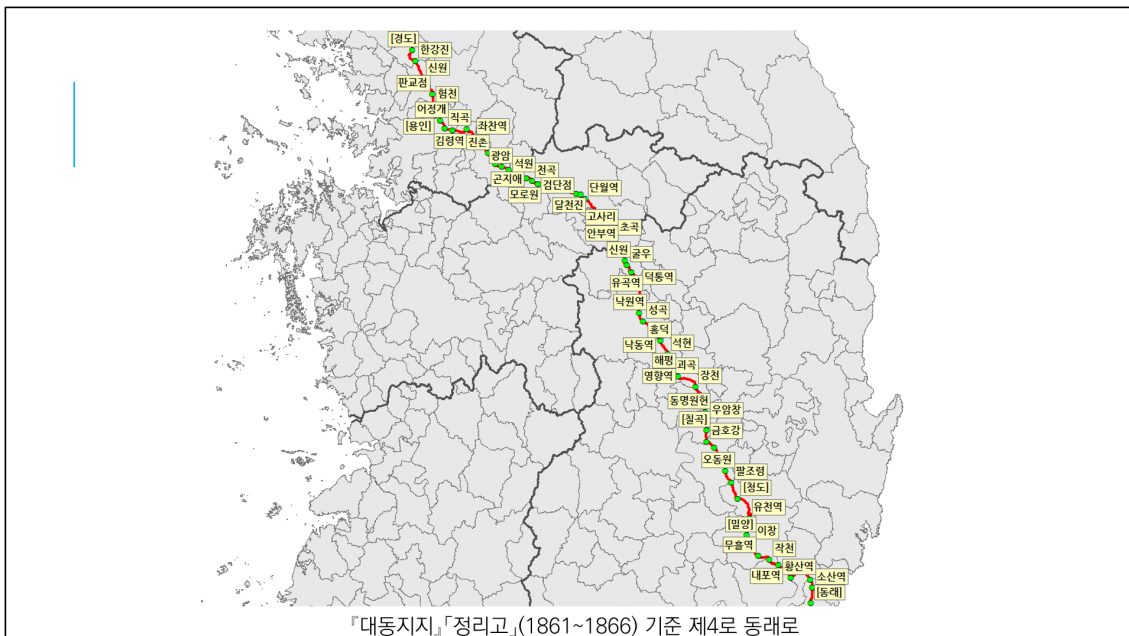 [경도]
한강진
신원
판교점
험천
어정개
직곡
[용인]
좌찬역
김령역
진촌
광암
석원
곤지애
천곡
모로원
검단점
단월역
달천진
고사리
안부역
초곡
신원
굴우
덕통역
유곡역
낙원역
성곡
홍덕
낙동역
석현
해평
괴곡
영향역
장천
동명원현
우암창
[칠곡]
금호강
오동원
팔조령
[청도]
유천역
[밀양]
이창
무흘역
작천
황산역
내포역
소산역
[동래]
『대동지지』「정리고」(1861~1866) 기준 제4로 동래로